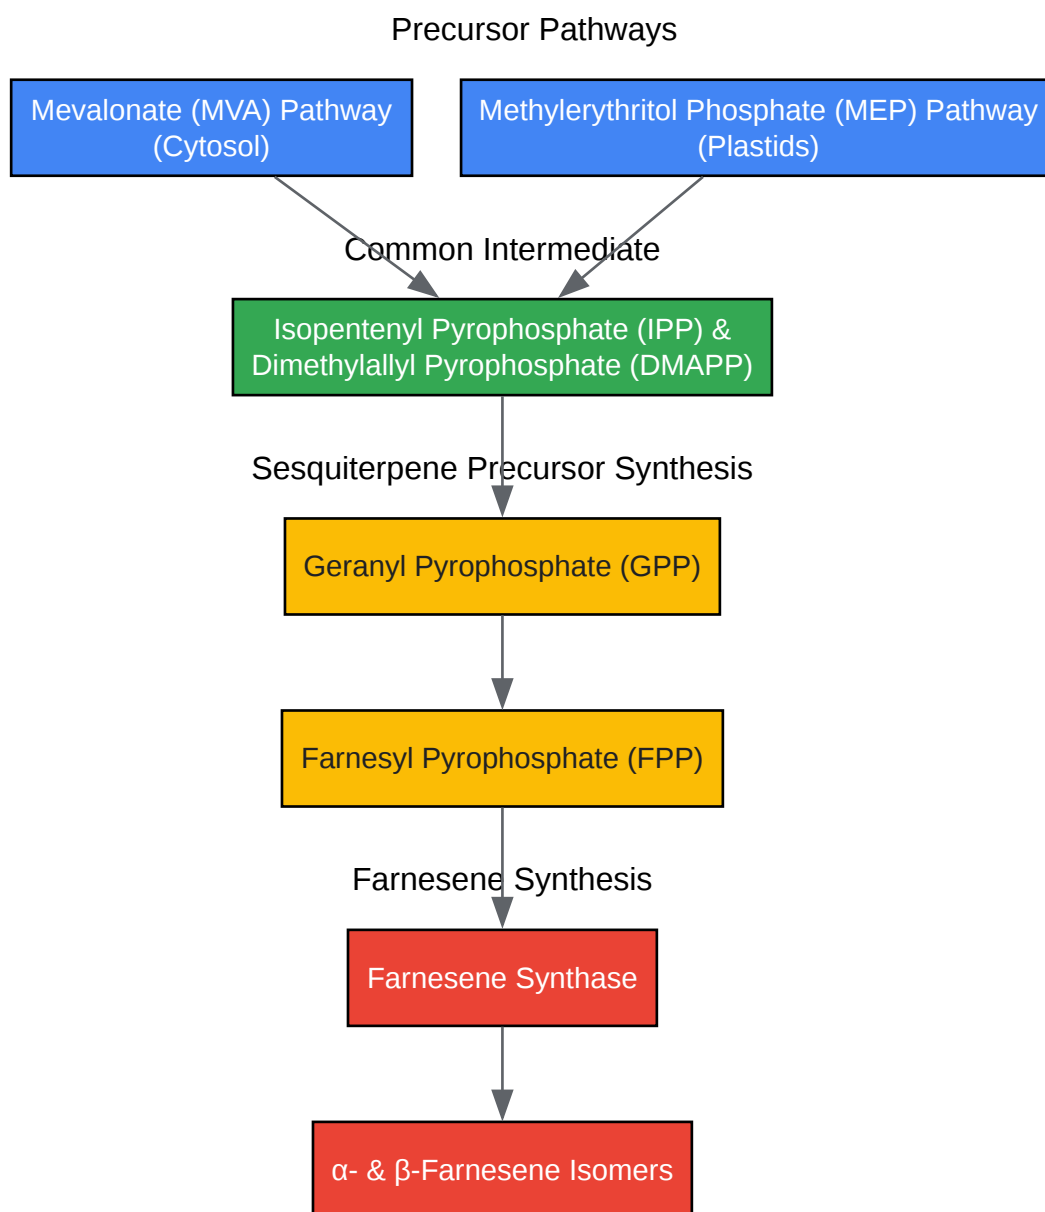 Precursor Pathways
Mevalonate (MVA) Pathway
(Cytosol)
Methylerythritol Phosphate (MEP) Pathway
(Plastids)
Common Intermediate
Isopentenyl Pyrophosphate (IPP) &
Dimethylallyl Pyrophosphate (DMAPP)
Sesquiterpene Precursor Synthesis
Geranyl Pyrophosphate (GPP)
Farnesyl Pyrophosphate (FPP)
Farnesene Synthesis
Farnesene Synthase
α- & β-Farnesene Isomers